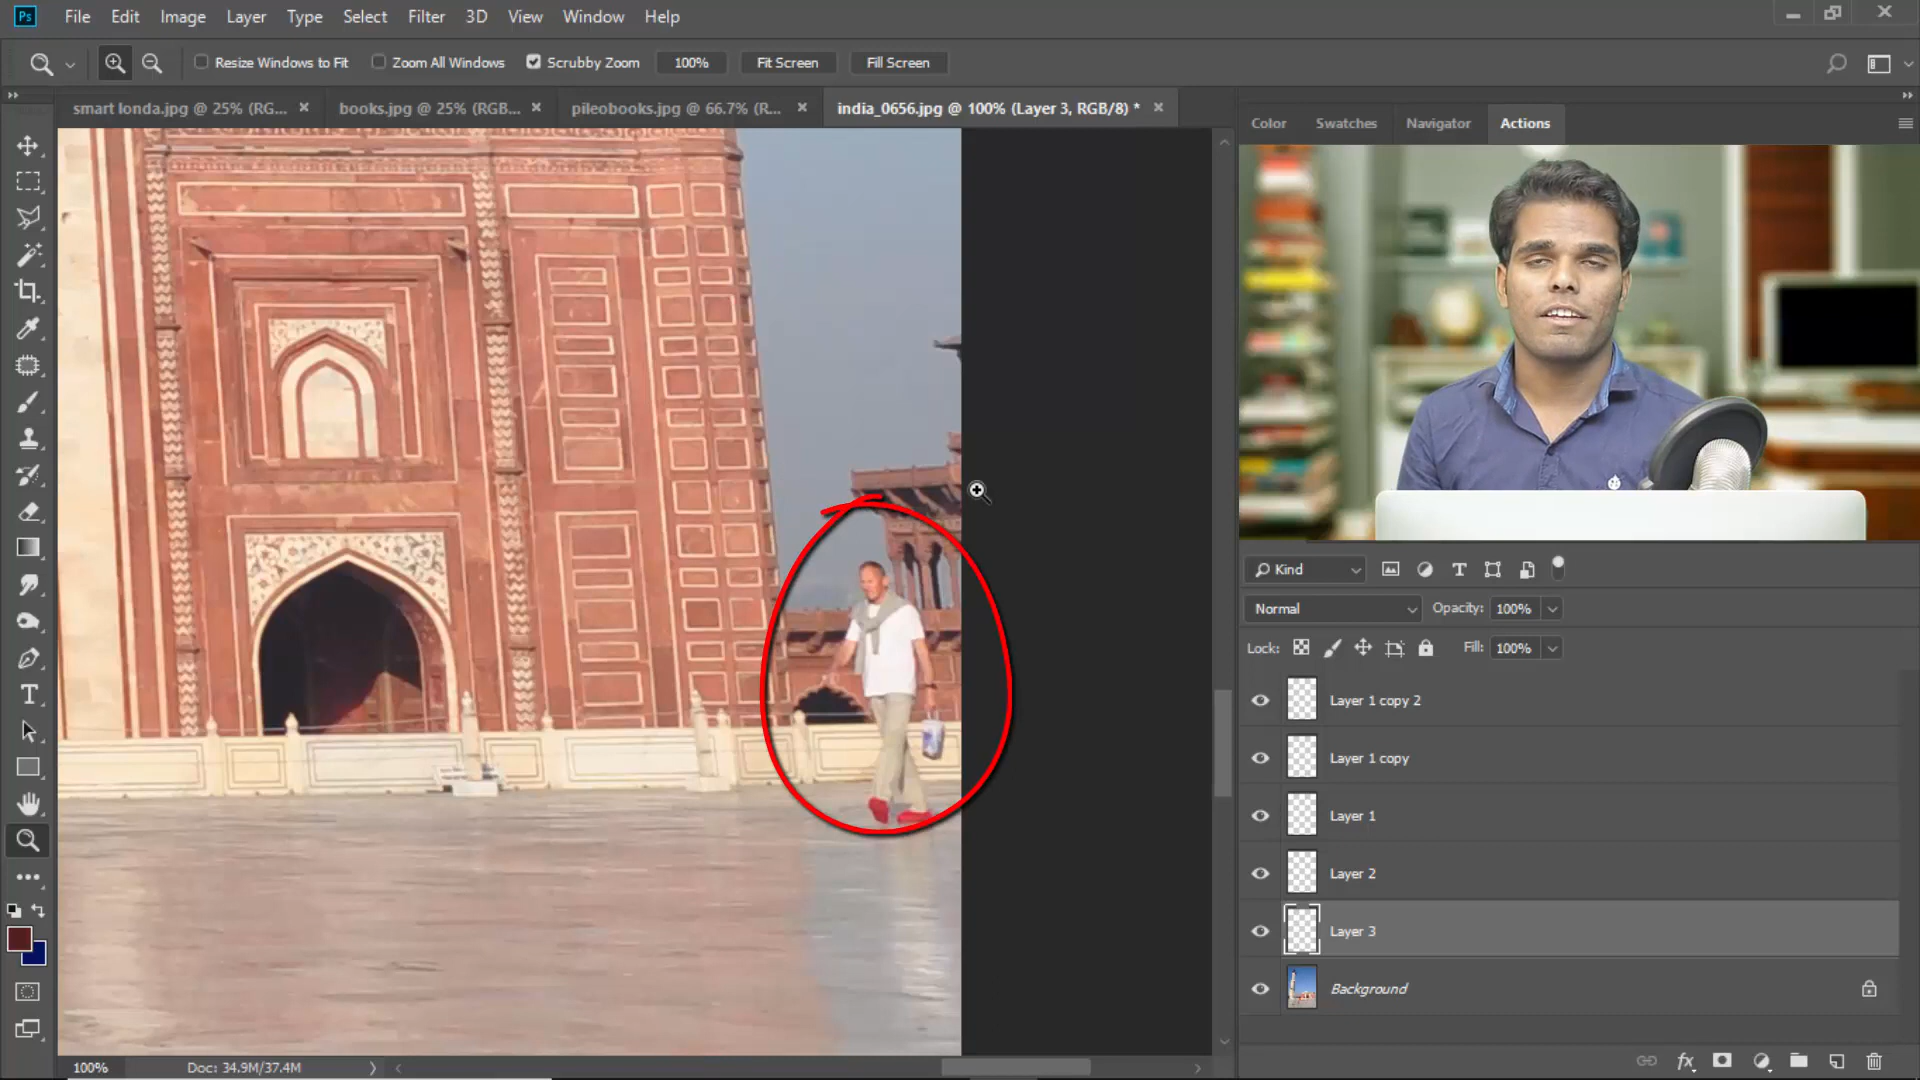 Ps File Edit Image Layer Type Select Filter 3D View Window Help
Resize Windows to Fit Zoom All Windows Scrubby Zoom 100% Fit Screen Fill Screen
smart londa.jpg @ 25% (RG... × books.jpg @ 25% (RGB... × pileobooks.jpg @ 66.7% (R... × india_0656.jpg @ 100% (Layer 3, RGB/8) * ×
Color Swatches Navigator Actions
Kind
Normal Opacity: 100%
Lock: Fill: 100%
Layer 1 copy 2
Layer 1 copy
Layer 1
Layer 2
Layer 3
Background
100% Doc: 34.9M/37.4M